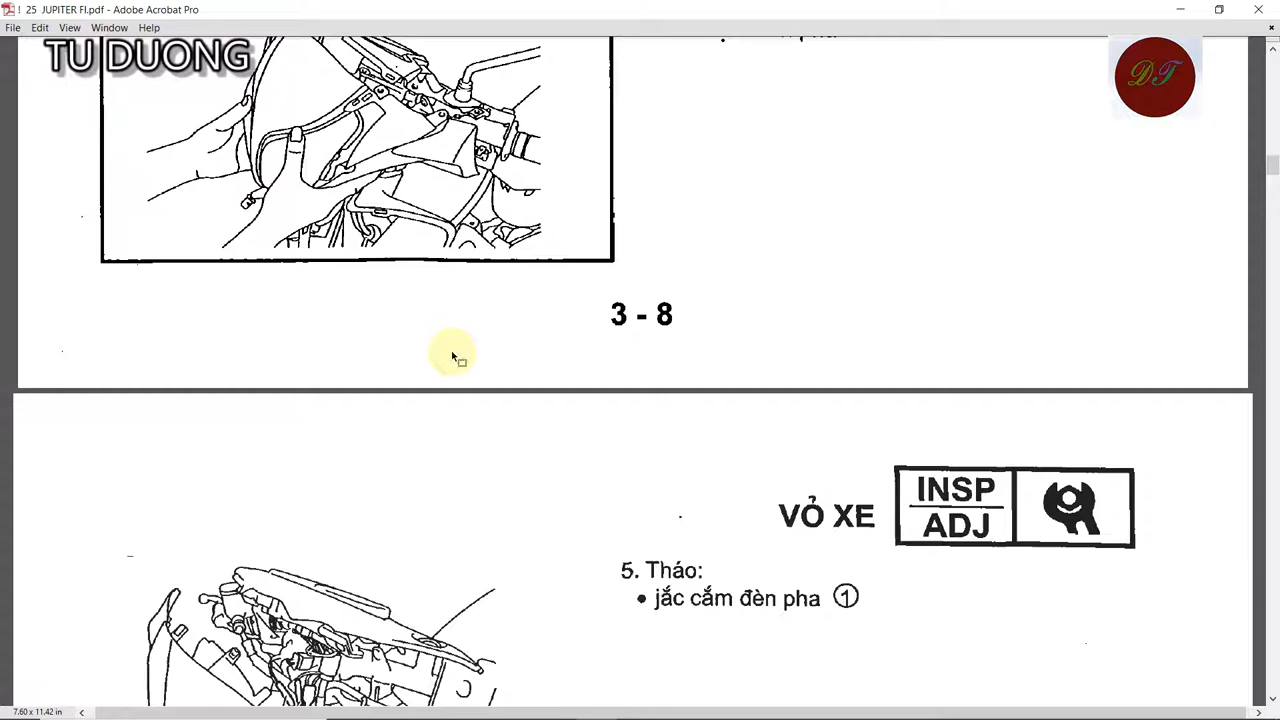 ! 25 JUPITER FI.pdf - Adobe Acrobat Pro
File Edit View Window Help
TU DUONG
DT
3 - 8
VỎ XE
INSP
ADJ
5. Tháo:
• jắc cắm đèn pha ①
7.60 x 11.42 in